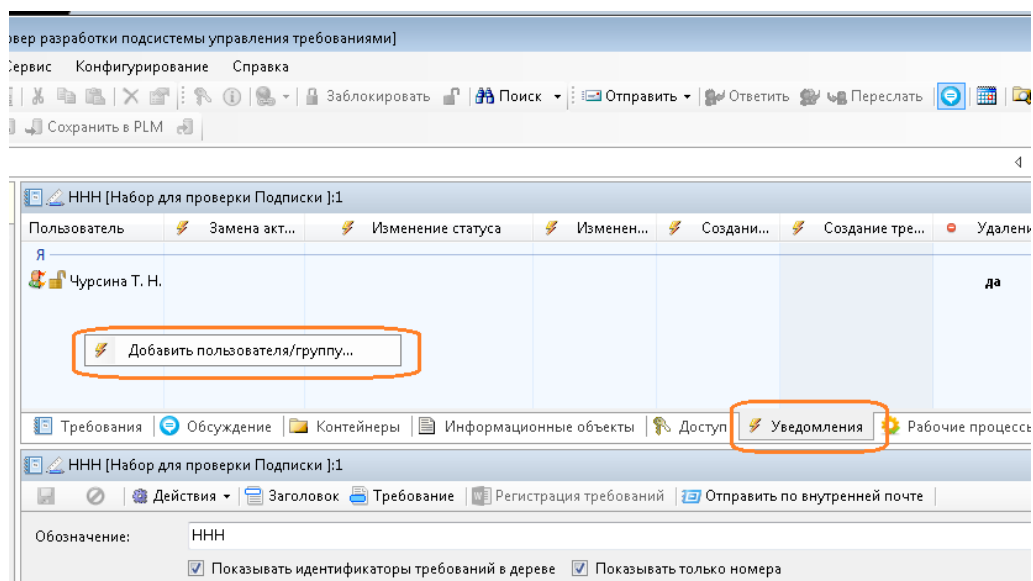 рвер разработки подсистемы управления требованиями]
Сервис Конфигурирование Справка
Заблокировать Поиск Отправить Ответить Переслать
Сохранить в PLM
ННН [Набор для проверки Подписки ]:1
Пользователь Замена акт... Изменение статуса Изменен... Создани... Создание тре... Удалени
Я
Чурсина Т. Н. да
Добавить пользователя/группу...
Требования Обсуждение Контейнеры Информационные объекты Доступ Уведомления Рабочие процессы
ННН [Набор для проверки Подписки ]:1
Действия Заголовок Требование Регистрация требований Отправить по внутренней почте
Обозначение: ННН
Показывать идентификаторы требований в дереве Показывать только номера